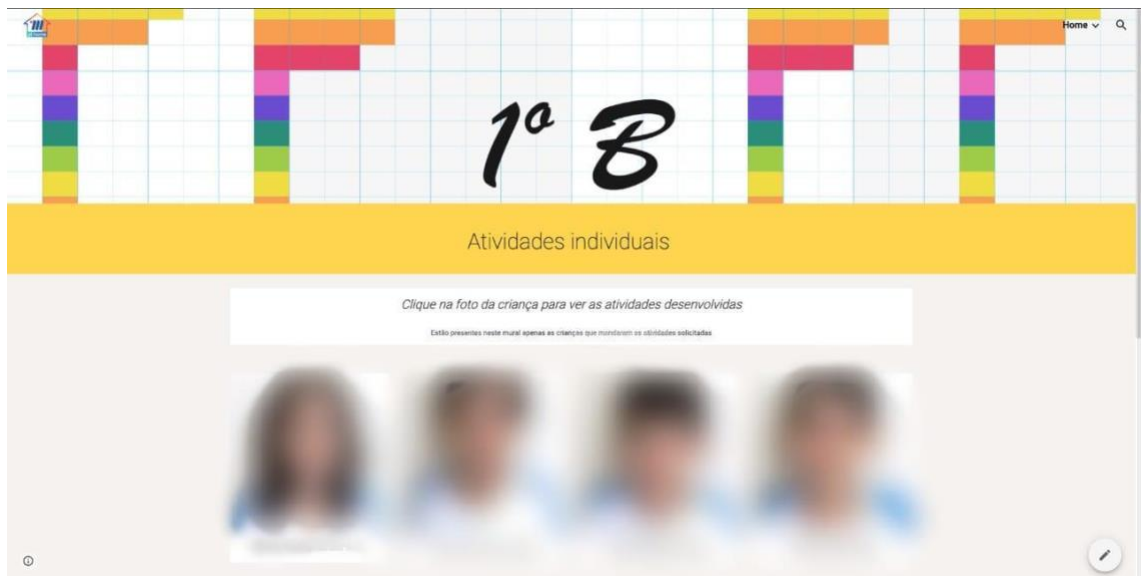 m
Home
1º B
Atividades individuais
Clique na foto da criança para ver as atividades desenvolvidas
Estão presentes neste mural apenas as crianças que mandaram as atividades solicitadas